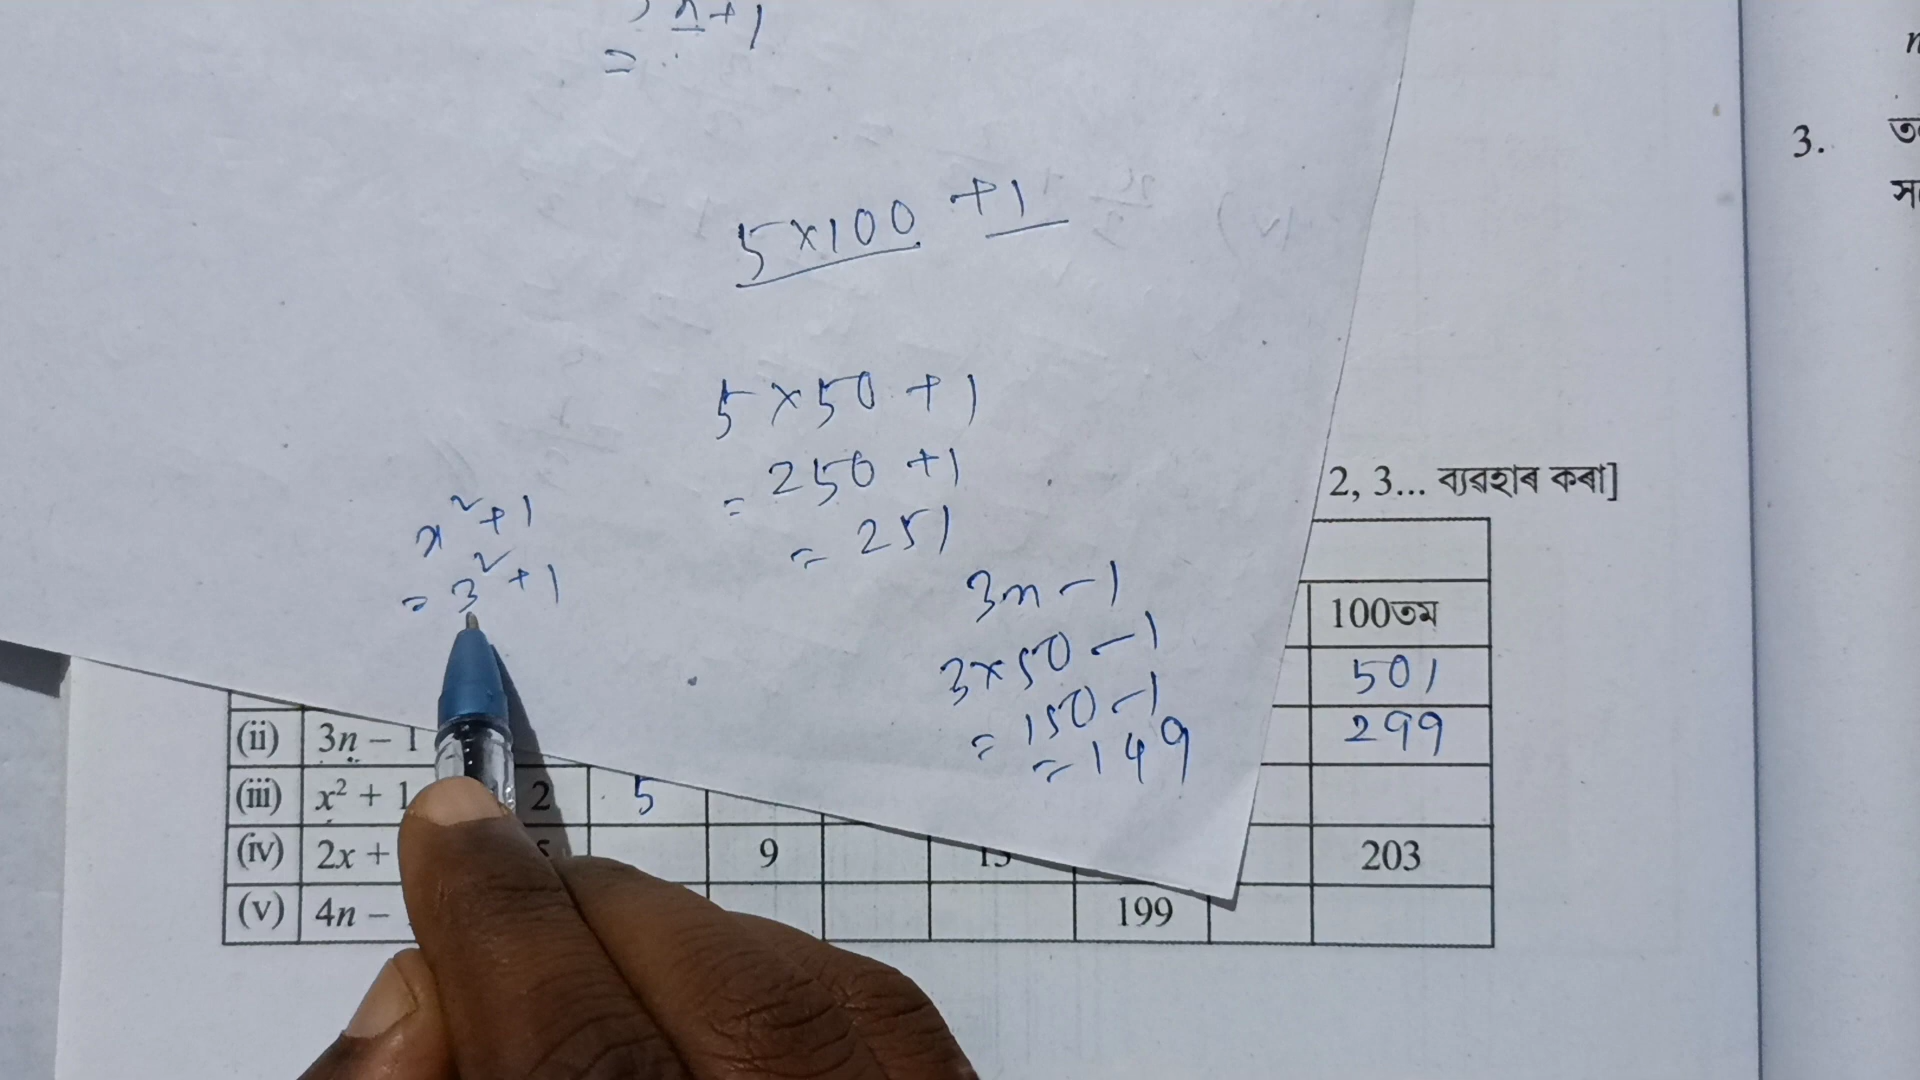 x+1
=
5×100 +1
5×50+1
=250+1
=251
x²+1
=3²+1
3n-1
3×50-1
=150-1
=149
3.
2, 3... ব্যৱহাৰ কৰা]
100তম
501
(ii) 3n – 1 299
(iii) x² + 1 2 5
(iv) 2x + 9 203
(v) 4n – 199